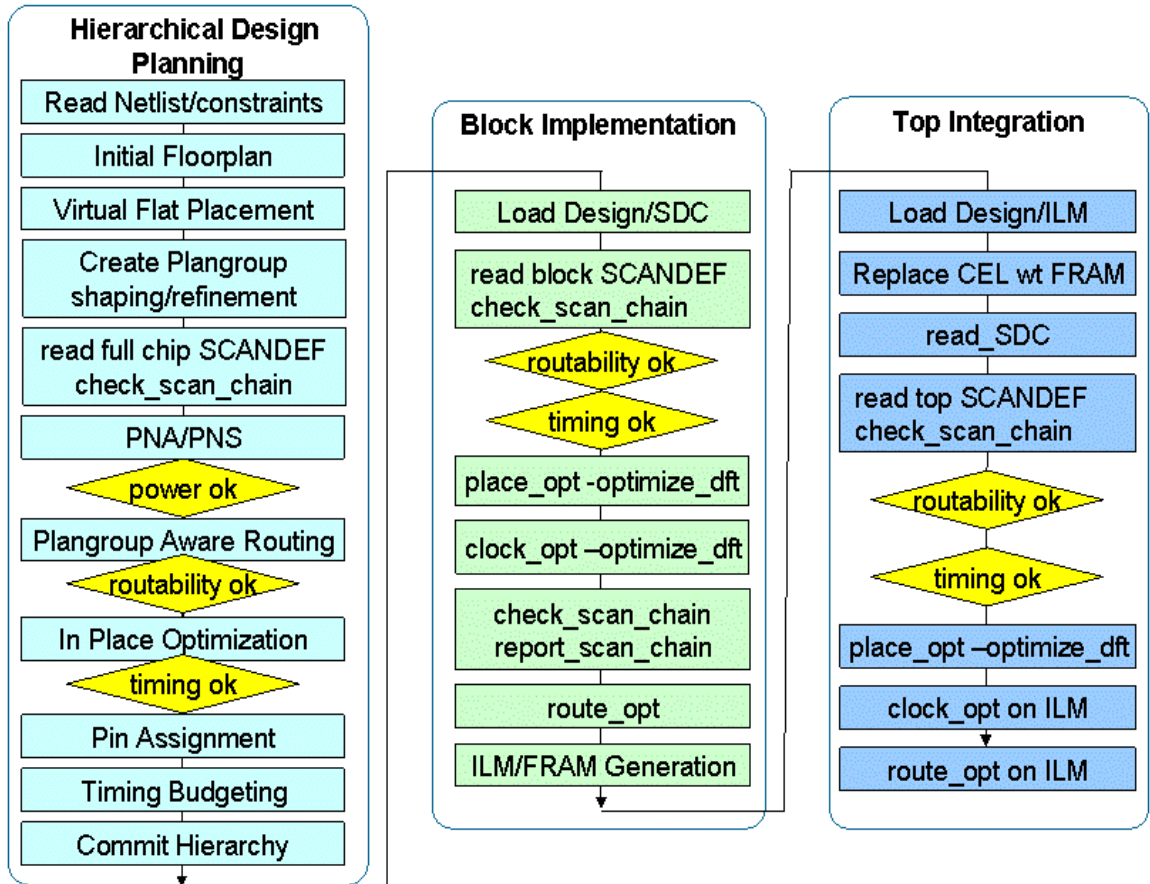 Hierarchical Design
Planning
Read Netlist/constraints
Initial Floorplan
Virtual Flat Placement
Create Plangroup
shaping/refinement
read full chip SCANDEF
check_scan_chain
PNA/PNS
power ok
Plangroup Aware Routing
routability ok
In Place Optimization
timing ok
Pin Assignment
Timing Budgeting
Commit Hierarchy
Block Implementation
Load Design/SDC
read block SCANDEF
check_scan_chain
routability ok
timing ok
place_opt -optimize_dft
clock_opt –optimize_dft
check_scan_chain
report_scan_chain
route_opt
ILM/FRAM Generation
Top Integration
Load Design/ILM
Replace CEL wt FRAM
read_SDC
read top SCANDEF
check_scan_chain
routability ok
timing ok
place_opt –optimize_dft
clock_opt on ILM
route_opt on ILM